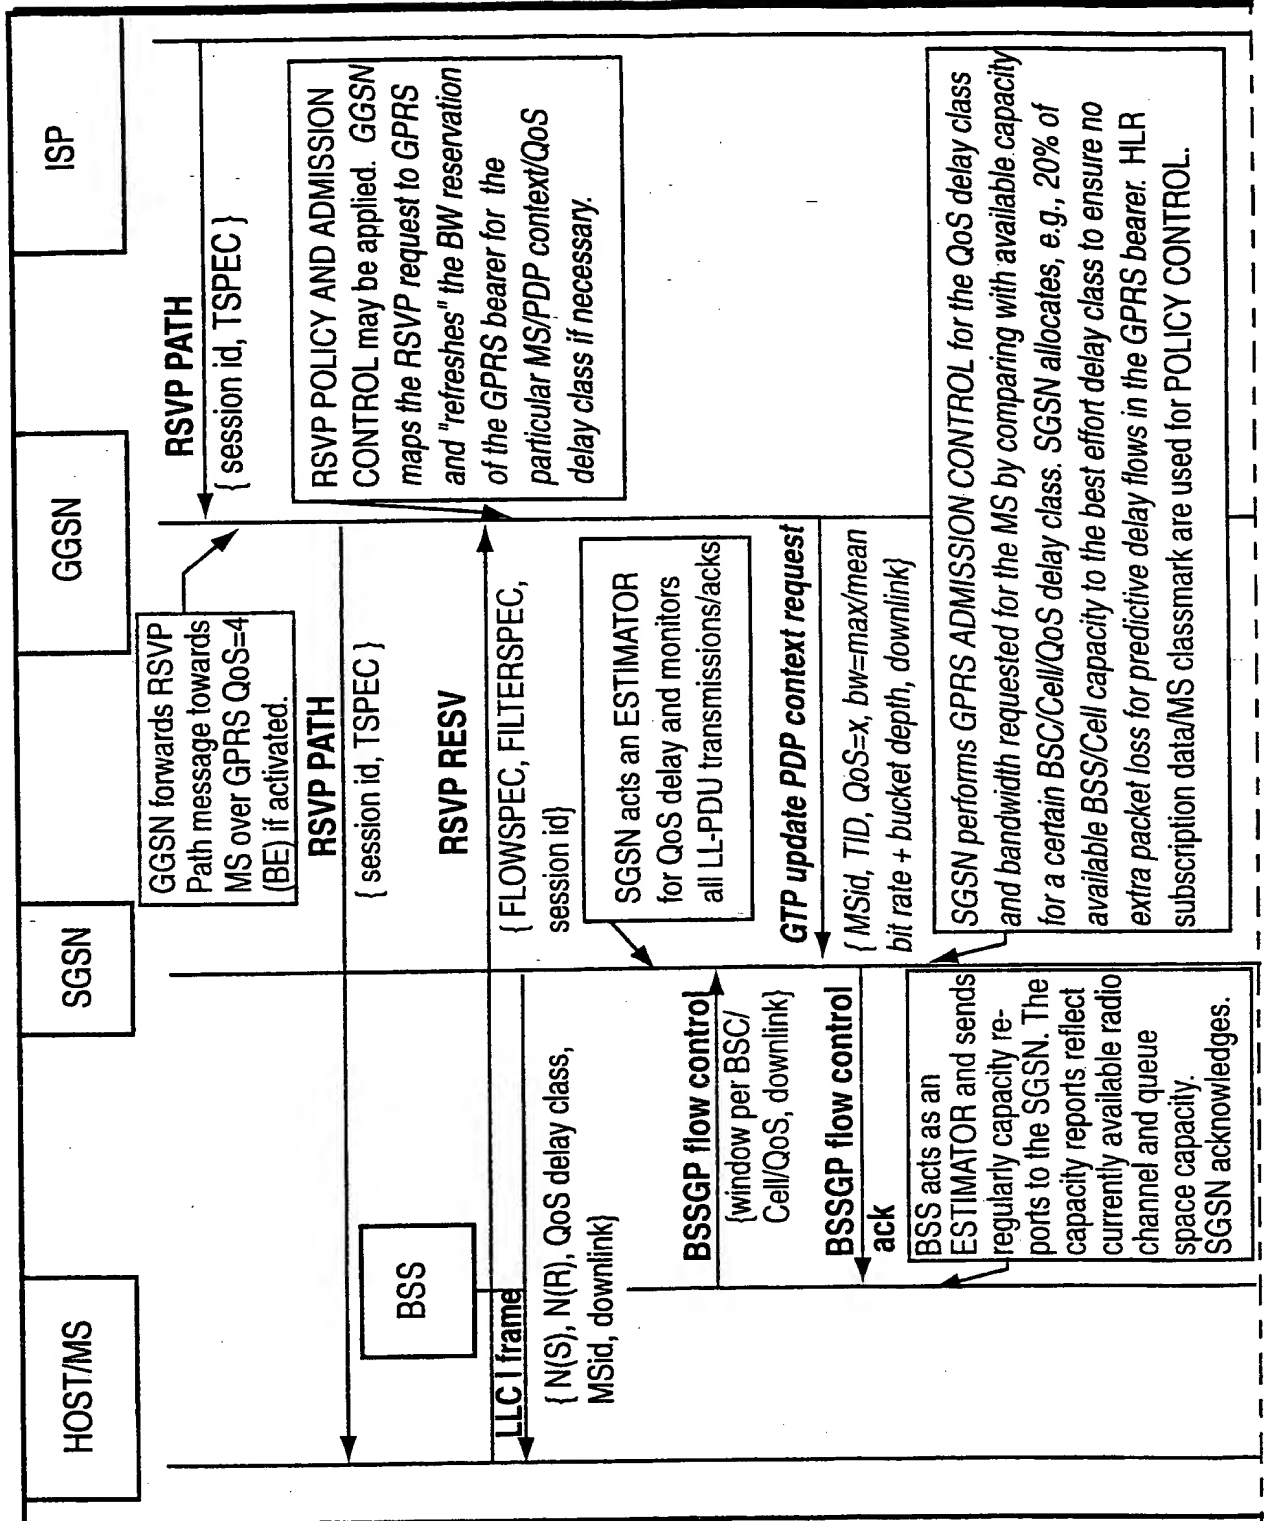 HOST/MS
SGSN
GGSN
ISP
BSS
RSVP PATH
{ session id, TSPEC }
GGSN forwards RSVP
Path message towards
MS over GPRS QoS=4
(BE) if activated.
RSVP PATH
{ session id, TSPEC }
RSVP POLICY AND ADMISSION
CONTROL may be applied. GGSN
maps the RSVP request to GPRS
and "refreshes" the BW reservation
of the GPRS bearer for the
particular MS/PDP context/QoS
delay class if necessary.
RSVP RESV
{ FLOWSPEC, FILTERSPEC,
session id}
LLC I frame
{ N(S), N(R), QoS delay class,
MSid, downlink}
SGSN acts an ESTIMATOR
for QoS delay and monitors
all LL-PDU transmissions/acks
BSSGP flow control
{window per BSC/
Cell/QoS, downlink}
GTP update PDP context request
{ MSid, TID, QoS=x, bw=max/mean
bit rate + bucket depth, downlink}
BSSGP flow control
ack
BSS acts as an
ESTIMATOR and sends
regularly capacity re-
ports to the SGSN. The
capacity reports reflect
currently available radio
channel and queue
space capacity.
SGSN acknowledges.
SGSN performs GPRS ADMISSION CONTROL for the QoS delay class
and bandwidth requested for the MS by comparing with available capacity
for a certain BSC/Cell/QoS delay class. SGSN allocates, e.g., 20% of
available BSS/Cell capacity to the best effort delay class to ensure no
extra packet loss for predictive delay flows in the GPRS bearer. HLR
subscription data/MS classmark are used for POLICY CONTROL.